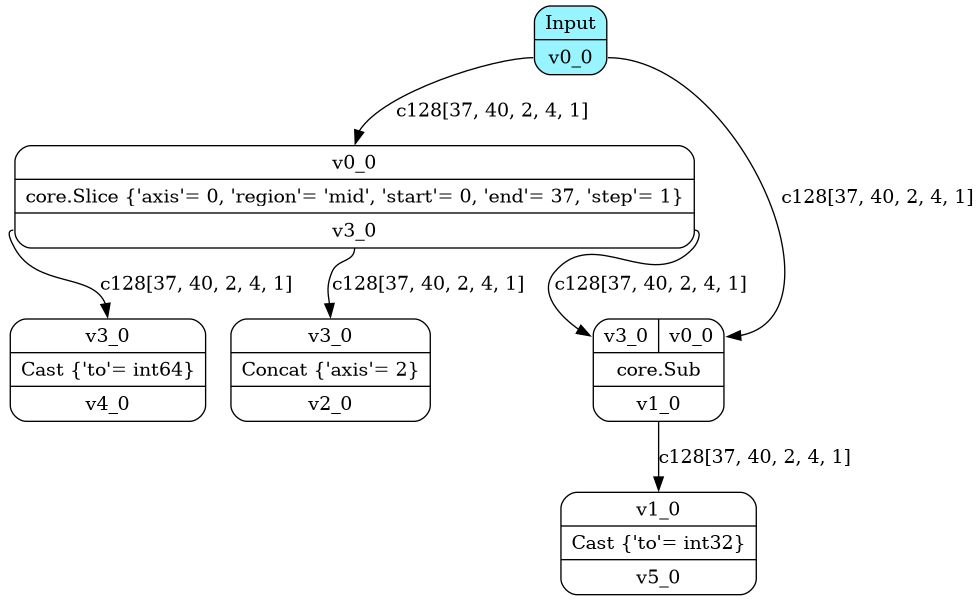 Input
v0_0
c128[37, 40, 2, 4, 1]
c128[37, 40, 2, 4, 1]
v0_0
core.Slice {'axis'= 0, 'region'= 'mid', 'start'= 0, 'end'= 37, 'step'= 1}
v3_0
c128[37, 40, 2, 4, 1]
c128[37, 40, 2, 4, 1]
c128[37, 40, 2, 4, 1]
v3_0
Cast {'to'= int64}
v4_0
v3_0
Concat {'axis'= 2}
v2_0
v3_0 v0_0
core.Sub
v1_0
c128[37, 40, 2, 4, 1]
v1_0
Cast {'to'= int32}
v5_0